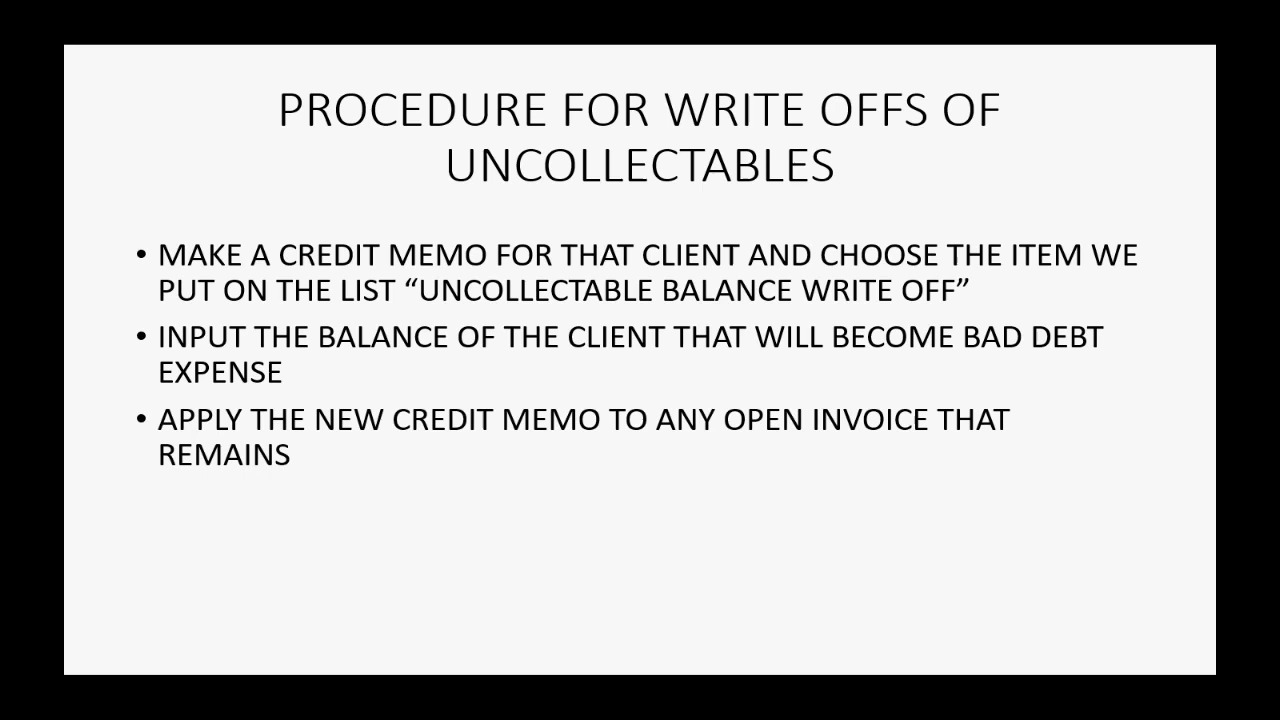 PROCEDURE FOR WRITE OFFS OF
UNCOLLECTABLES
• MAKE A CREDIT MEMO FOR THAT CLIENT AND CHOOSE THE ITEM WE
PUT ON THE LIST “UNCOLLECTABLE BALANCE WRITE OFF”
• INPUT THE BALANCE OF THE CLIENT THAT WILL BECOME BAD DEBT
EXPENSE
• APPLY THE NEW CREDIT MEMO TO ANY OPEN INVOICE THAT
REMAINS